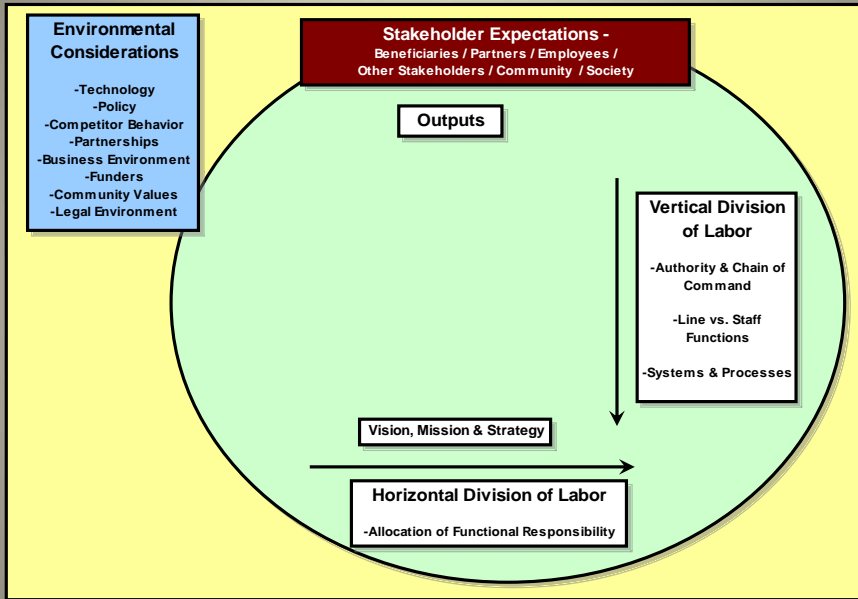 Environmental
Considerations
-Technology
-Policy
-Competitor Behavior
-Partnerships
-Business Environment
-Funders
-Community Values
-Legal Environment
Stakeholder Expectations -
Beneficiaries / Partners / Employees /
Other Stakeholders / Community / Society
Outputs
Vertical Division
of Labor
-Authority & Chain of
Command
-Line vs. Staff
Functions
-Systems & Processes
Vision, Mission & Strategy
Horizontal Division of Labor
-Allocation of Functional Responsibility